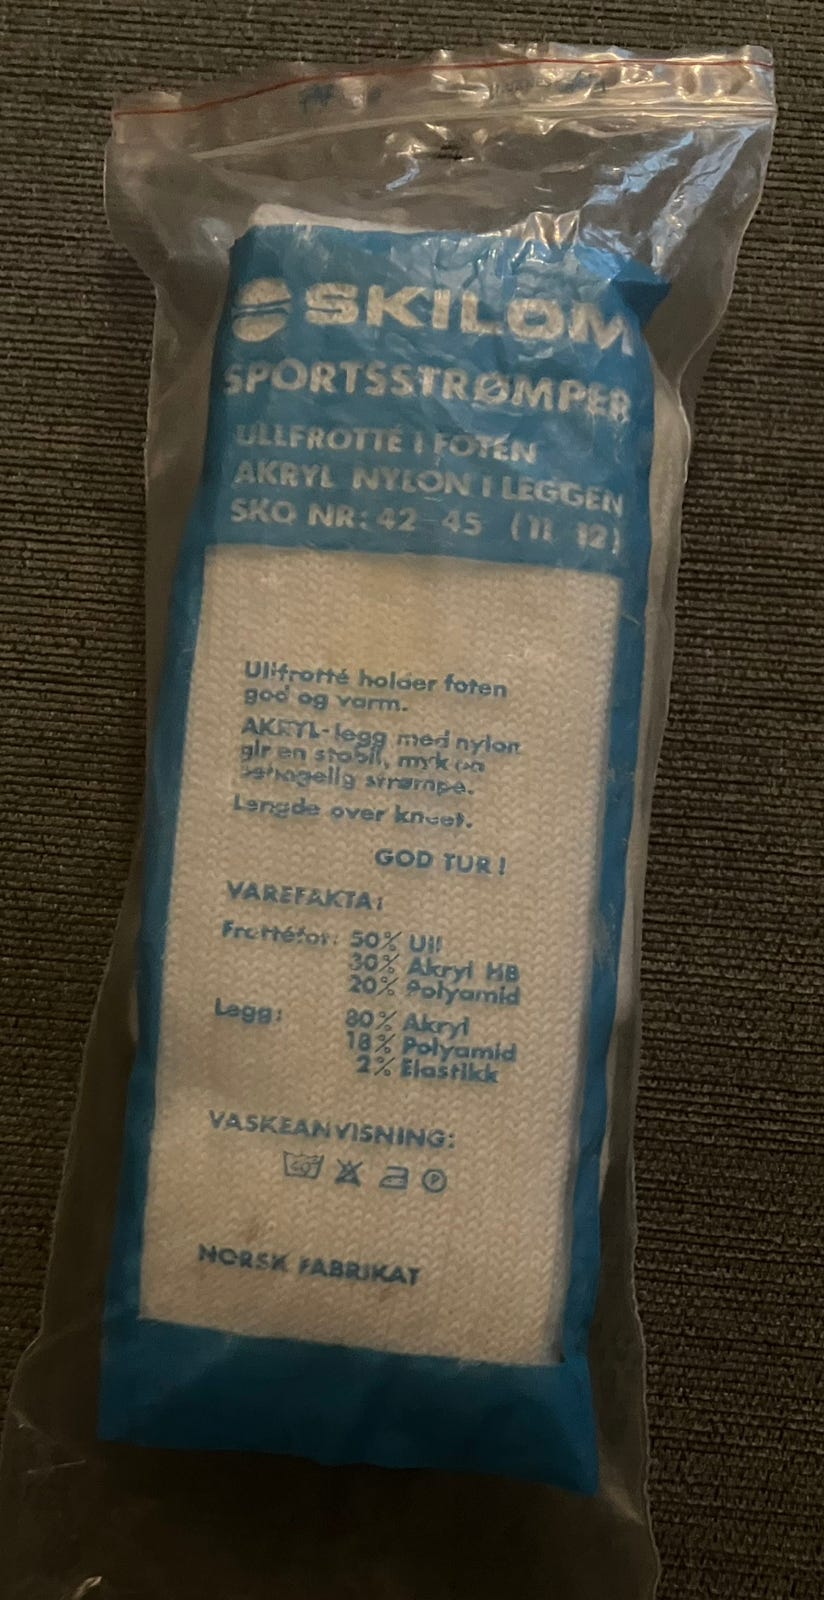 SKILOM
SPORTSSTRØMPER
ULLFROTTÉ I FOTEN
AKRYL NYLON I LEGGEN
SKO NR: 42 45 (11 12)
Ullfrotté holder foten
god og varm.
AKRYL-legg med nylon
gir en stabil, myk og
behagelig strømpe.
Lengde over kneet.
GOD TUR!
VAREFAKTA:
Frottéfot: 50% Ull
30% Akryl HB
20% Polyamid
Legg: 80% Akryl
18% Polyamid
2% Elastikk
VASKEANVISNING:
40° P
NORSK FABRIKAT